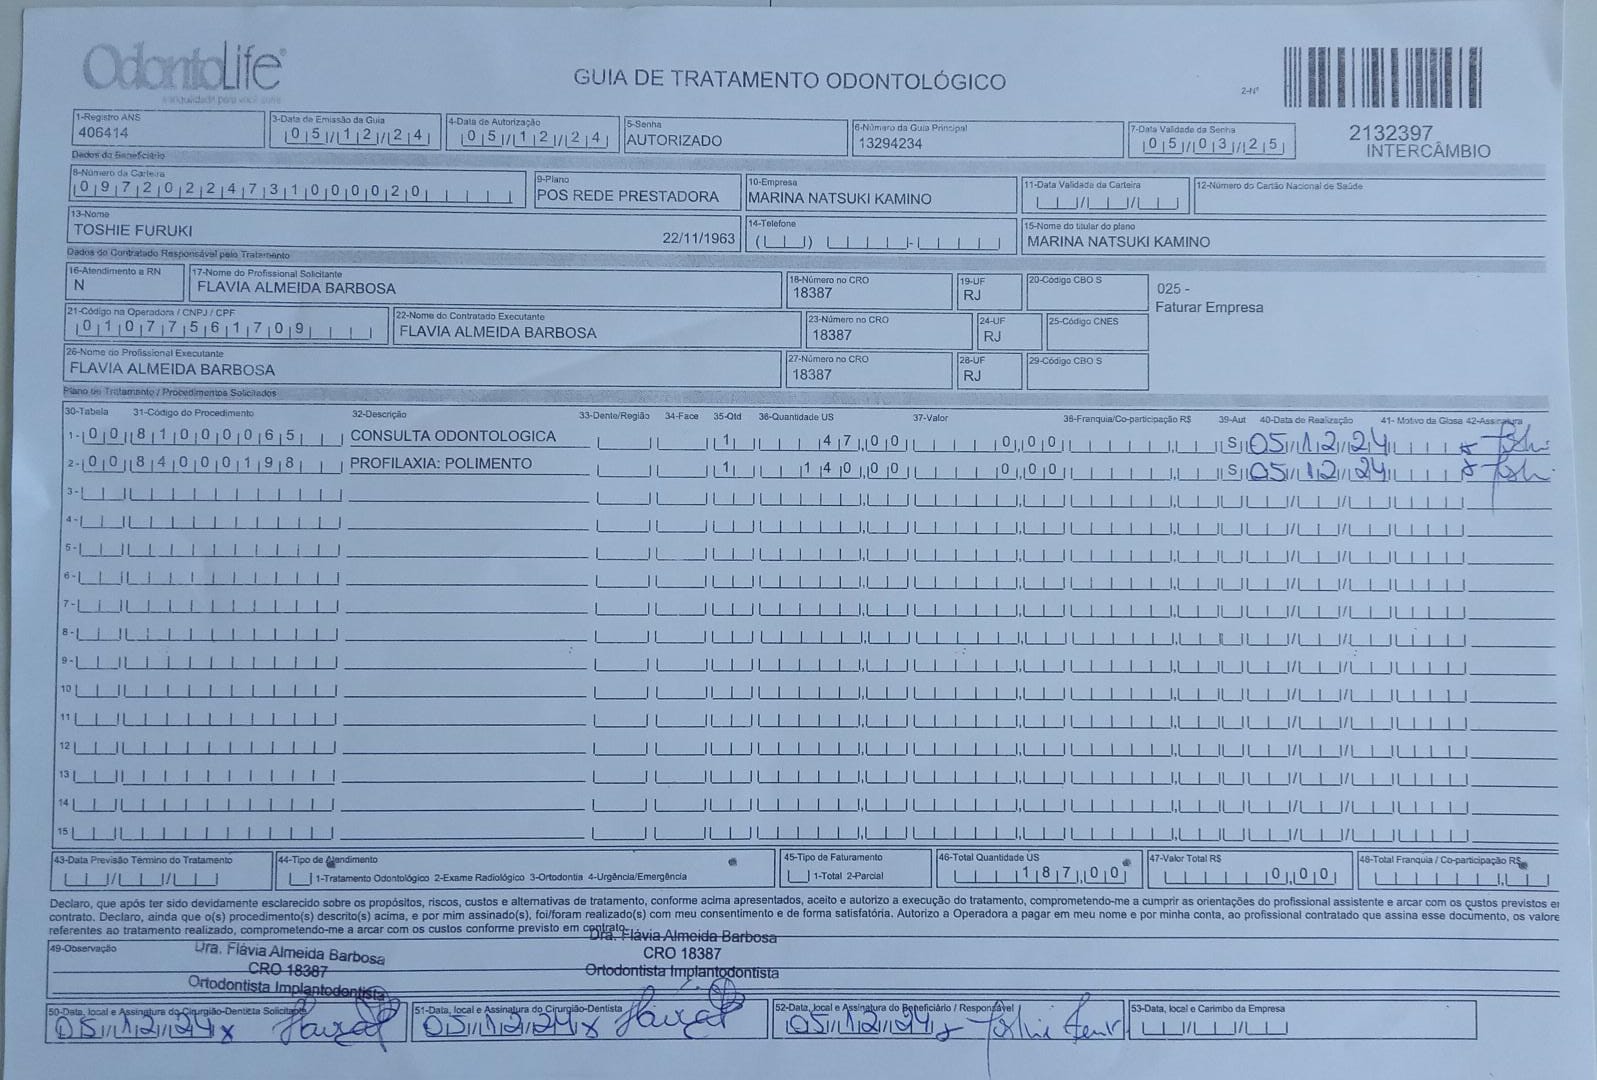 OdontoLife®
tranquilidade para você sorrir
GUIA DE TRATAMENTO ODONTOLÓGICO
2-Nº
2132397
INTERCÂMBIO
1-Registro ANS
406414
3-Data de Emissão da Guia
05/12/24
4-Data de Autorização
05/12/24
5-Senha
AUTORIZADO
6-Número da Guia Principal
13294234
7-Data Validade da Senha
05/03/25
Dados do Beneficiário
8-Número da Carteira
09720224731000020
9-Plano
POS REDE PRESTADORA
10-Empresa
MARINA NATSUKI KAMINO
11-Data Validade da Carteira
12-Número do Cartão Nacional de Saúde
13-Nome
TOSHIE FURUKI 22/11/1963
14-Telefone
15-Nome do titular do plano
MARINA NATSUKI KAMINO
Dados do Contratado Responsável pelo Tratamento
16-Atendimento a RN
N
17-Nome do Profissional Solicitante
FLAVIA ALMEIDA BARBOSA
18-Número no CRO
18387
19-UF
RJ
20-Código CBO S
025 -
Faturar Empresa
21-Código na Operadora / CNPJ / CPF
01077561709
22-Nome do Contratado Executante
FLAVIA ALMEIDA BARBOSA
23-Número no CRO
18387
24-UF
RJ
25-Código CNES
26-Nome do Profissional Executante
FLAVIA ALMEIDA BARBOSA
27-Número no CRO
18387
28-UF
RJ
29-Código CBO S
Plano de Tratamento / Procedimentos Solicitados
30-Tabela 31-Código do Procedimento 32-Descrição 33-Dente/Região 34-Face 35-Qtd 36-Quantidade US 37-Valor 38-Franquia/Co-participação R$ 39-Aut 40-Data de Realização 41- Motivo da Glosa 42-Assinatura
1- 00 81000065 CONSULTA ODONTOLOGICA 1 47,00 0,00 S 05/12/24
2- 00 84000198 PROFILAXIA: POLIMENTO 1 140,00 0,00 S 05/12/24
3-
4-
5-
6-
7-
8-
9-
10
11
12
13
14
15
43-Data Previsão Término do Tratamento
44-Tipo de Atendimento
1-Tratamento Odontológico 2-Exame Radiológico 3-Ortodontia 4-Urgência/Emergência
45-Tipo de Faturamento
1-Total 2-Parcial
46-Total Quantidade US
187,00
47-Valor Total R$
0,00
48-Total Franquia / Co-participação R$
Declaro, que após ter sido devidamente esclarecido sobre os propósitos, riscos, custos e alternativas de tratamento, conforme acima apresentados, aceito e autorizo a execução do tratamento, comprometendo-me a cumprir as orientações do profissional assistente e arcar com os custos previstos em
contrato. Declaro, ainda que o(s) procedimento(s) descrito(s) acima, e por mim assinado(s), foi/foram realizado(s) com meu consentimento e de forma satisfatória. Autorizo a Operadora a pagar em meu nome e por minha conta, ao profissional contratado que assina esse documento, os valore
referentes ao tratamento realizado, comprometendo-me a arcar com os custos conforme previsto em contrato.
49-Observação
Dra. Flávia Almeida Barbosa
CRO 18387
Ortodontista Implantodontista
Dra. Flávia Almeida Barbosa
CRO 18387
Ortodontista Implantodontista
50-Data, local e Assinatura do Cirurgião-Dentista Solicitante
05/12/24
51-Data, local e Assinatura do Cirurgião-Dentista
05/12/24
52-Data, local e Assinatura do Beneficiário / Responsável
05/12/24
53-Data, local e Carimbo da Empresa